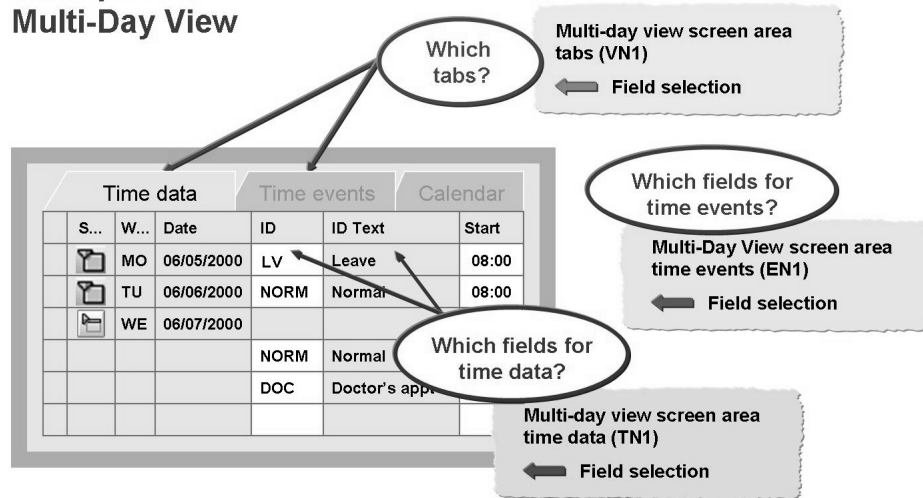 Multi-Day View
Which
tabs?
Multi-day view screen area
tabs (VN1)
Field selection
Time data
Time events
Calendar
S... W... Date ID ID Text Start
MO 06/05/2000 LV Leave 08:00
TU 06/06/2000 NORM Normal 08:00
WE 06/07/2000
NORM Normal
DOC Doctor's appt
Which fields for
time events?
Multi-Day View screen area
time events (EN1)
Field selection
Which fields for
time data?
Multi-day view screen area
time data (TN1)
Field selection